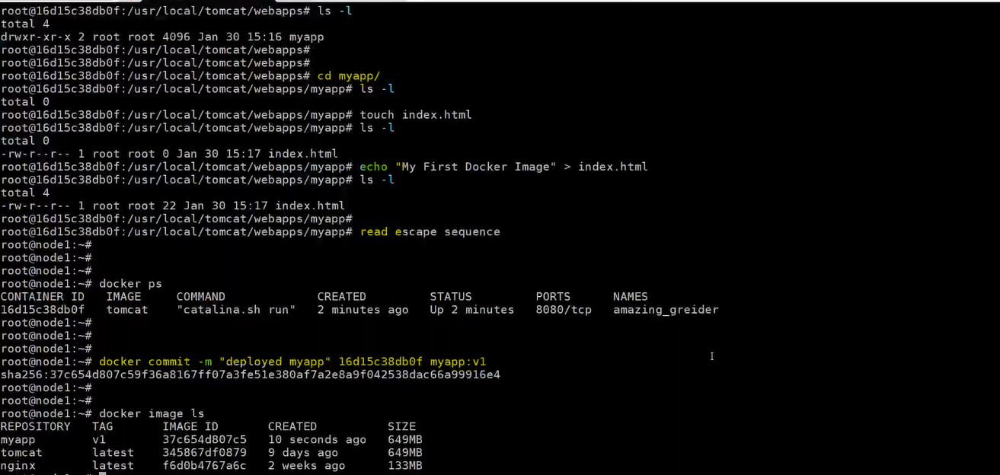 root@16d15c38db0f:/usr/local/tomcat/webapps# ls -l
total 4
drwxr-xr-x 2 root root 4096 Jan 30 15:16 myapp
root@16d15c38db0f:/usr/local/tomcat/webapps#
root@16d15c38db0f:/usr/local/tomcat/webapps#
root@16d15c38db0f:/usr/local/tomcat/webapps# cd myapp/
root@16d15c38db0f:/usr/local/tomcat/webapps/myapp# ls -l
total 0
root@16d15c38db0f:/usr/local/tomcat/webapps/myapp# touch index.html
root@16d15c38db0f:/usr/local/tomcat/webapps/myapp# ls -l
total 0
-rw-r--r-- 1 root root 0 Jan 30 15:17 index.html
root@16d15c38db0f:/usr/local/tomcat/webapps/myapp# echo "My First Docker Image" > index.html
root@16d15c38db0f:/usr/local/tomcat/webapps/myapp# ls -l
total 4
-rw-r--r-- 1 root root 22 Jan 30 15:17 index.html
root@16d15c38db0f:/usr/local/tomcat/webapps/myapp#
root@16d15c38db0f:/usr/local/tomcat/webapps/myapp# read escape sequence
root@node1:~#
root@node1:~#
root@node1:~#
root@node1:~# docker ps
CONTAINER ID   IMAGE     COMMAND             CREATED         STATUS         PORTS      NAMES
16d15c38db0f   tomcat    "catalina.sh run"   2 minutes ago   Up 2 minutes   8080/tcp   amazing_greider
root@node1:~#
root@node1:~#
root@node1:~#
root@node1:~# docker commit -m "deployed myapp" 16d15c38db0f myapp:v1
sha256:37c654d807c59f36a8167ff07a3fe51e380af7a2e8a9f042538dac66a99916e4
root@node1:~#
root@node1:~#
root@node1:~# docker image ls
REPOSITORY   TAG       IMAGE ID       CREATED          SIZE
myapp        v1        37c654d807c5   10 seconds ago   649MB
tomcat       latest    345867df0879   9 days ago       649MB
nginx        latest    f6d0b4767a6c   2 weeks ago      133MB
root@node1:~#